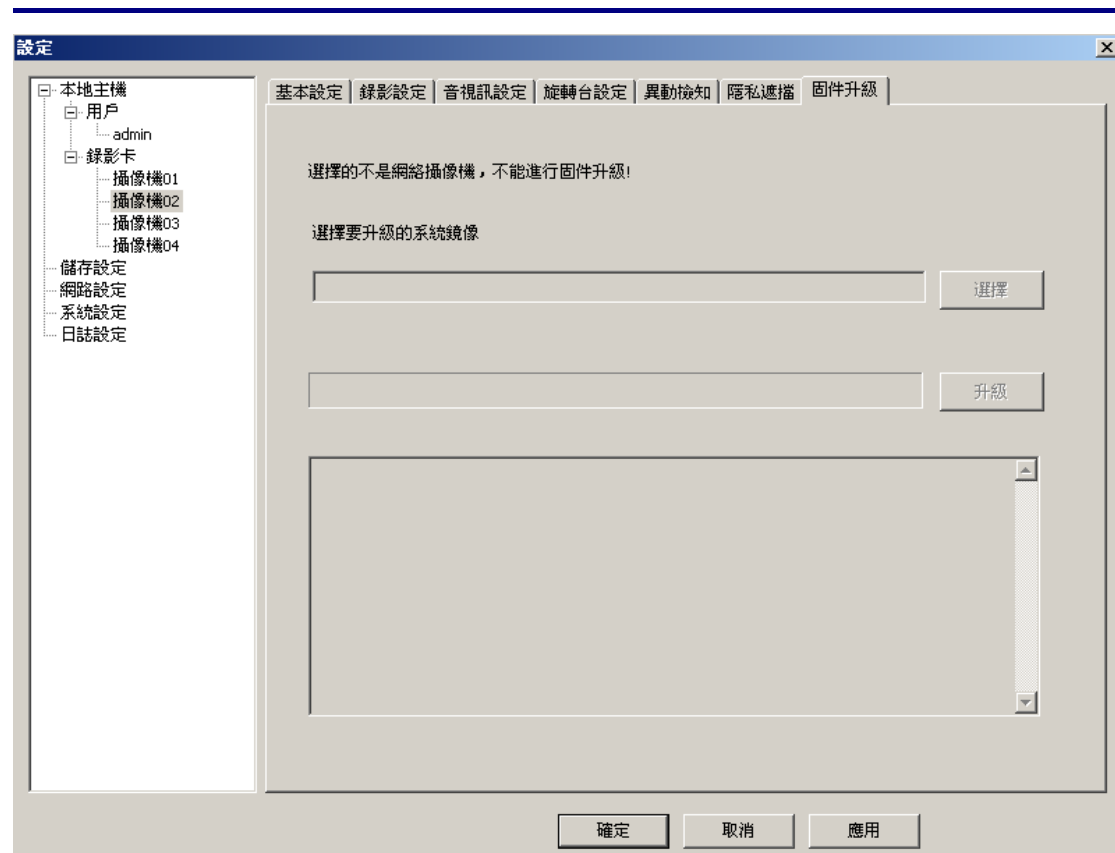 設定
本地主機
用戶
admin
錄影卡
攝像機01
攝像機02
攝像機03
攝像機04
儲存設定
網路設定
系統設定
日誌設定
基本設定 錄影設定 音視訊設定 旋轉台設定 異動檢知 隱私遮擋 固件升級
選擇的不是網絡攝像機，不能進行固件升級!
選擇要升級的系統鏡像
選擇
升級
確定 取消 應用